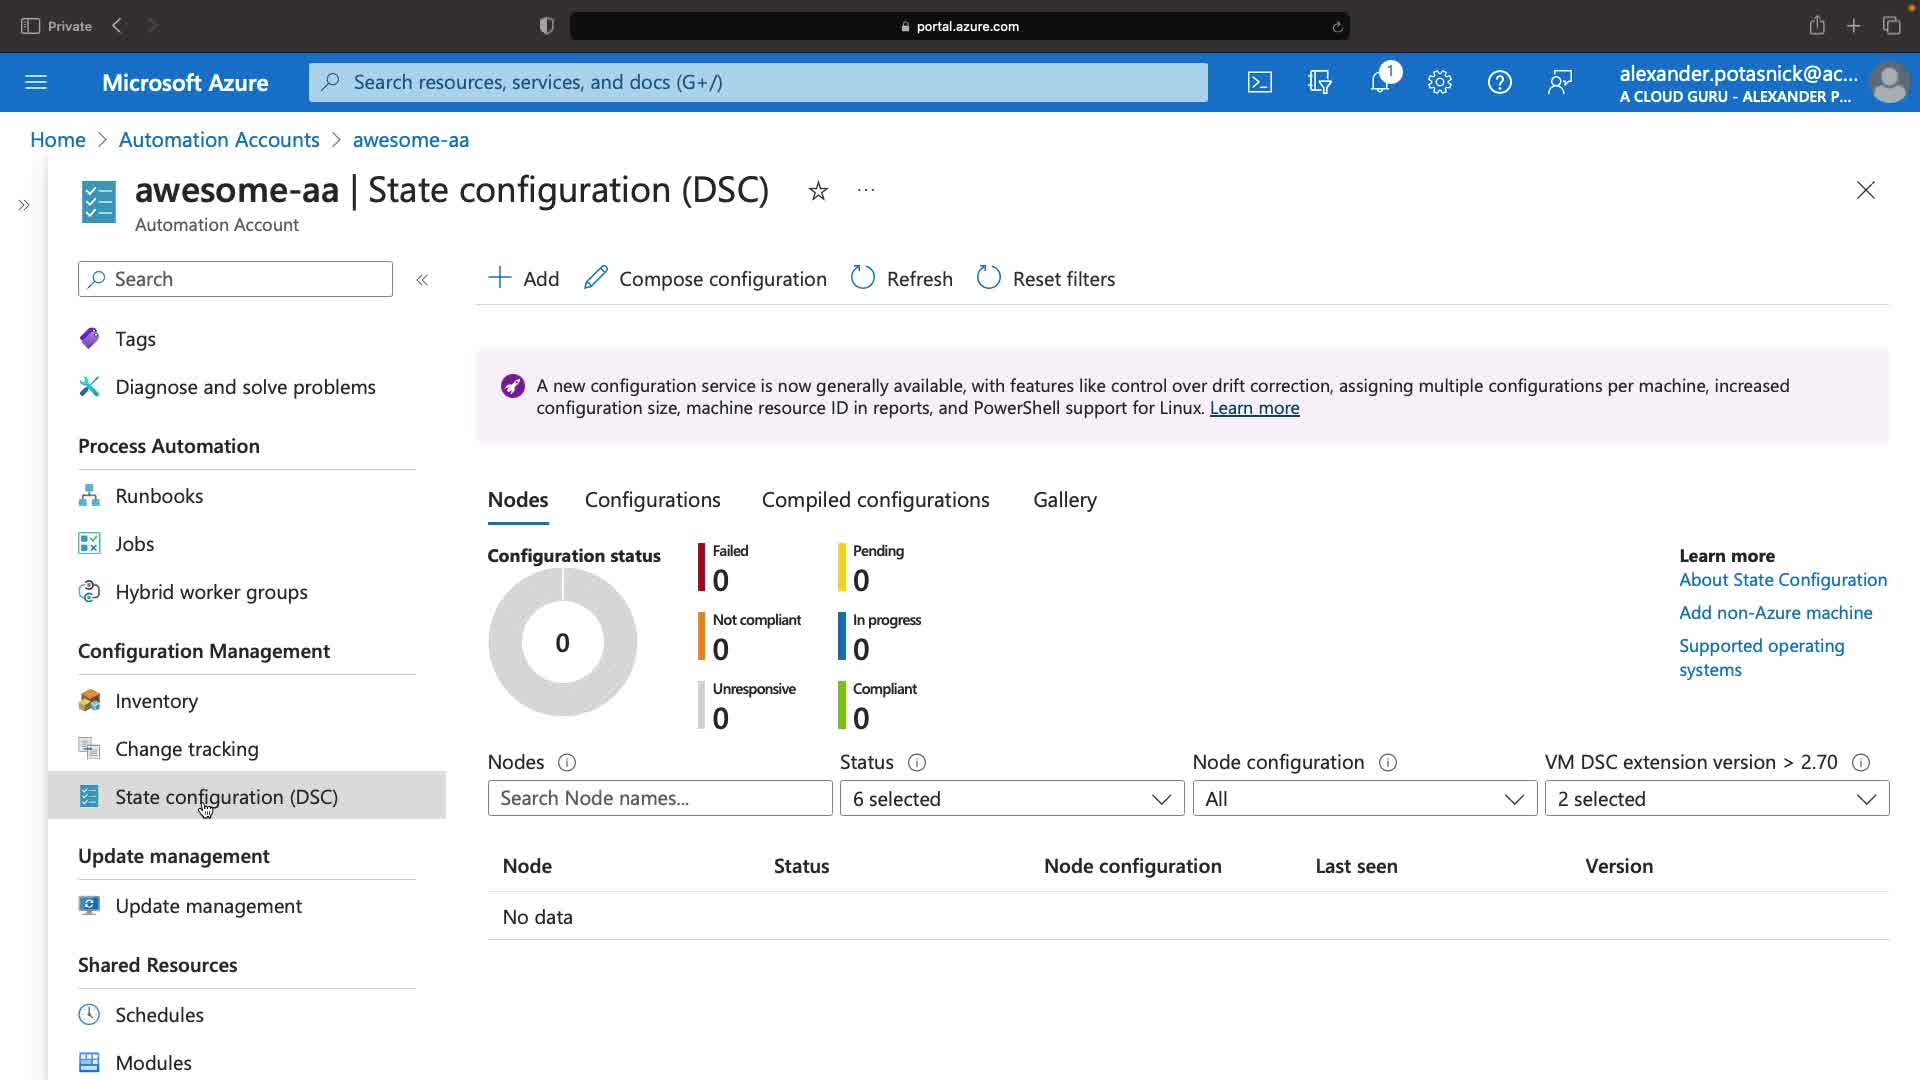 Private
portal.azure.com
Microsoft Azure
Search resources, services, and docs (G+/)
1
alexander.potasnick@ac...
A CLOUD GURU - ALEXANDER P...
Home > Automation Accounts > awesome-aa
awesome-aa | State configuration (DSC)
Automation Account
Search
Tags
Diagnose and solve problems
Process Automation
Runbooks
Jobs
Hybrid worker groups
Configuration Management
Inventory
Change tracking
State configuration (DSC)
Update management
Update management
Shared Resources
Schedules
Modules
Add
Compose configuration
Refresh
Reset filters
A new configuration service is now generally available, with features like control over drift correction, assigning multiple configurations per machine, increased
configuration size, machine resource ID in reports, and PowerShell support for Linux. Learn more
Nodes
Configurations
Compiled configurations
Gallery
Configuration status
0
Failed
0
Pending
0
Not compliant
0
In progress
0
Unresponsive
0
Compliant
0
Learn more
About State Configuration
Add non-Azure machine
Supported operating
systems
Nodes
Search Node names...
Status
6 selected
Node configuration
All
VM DSC extension version > 2.70
2 selected
Node Status Node configuration Last seen Version
No data